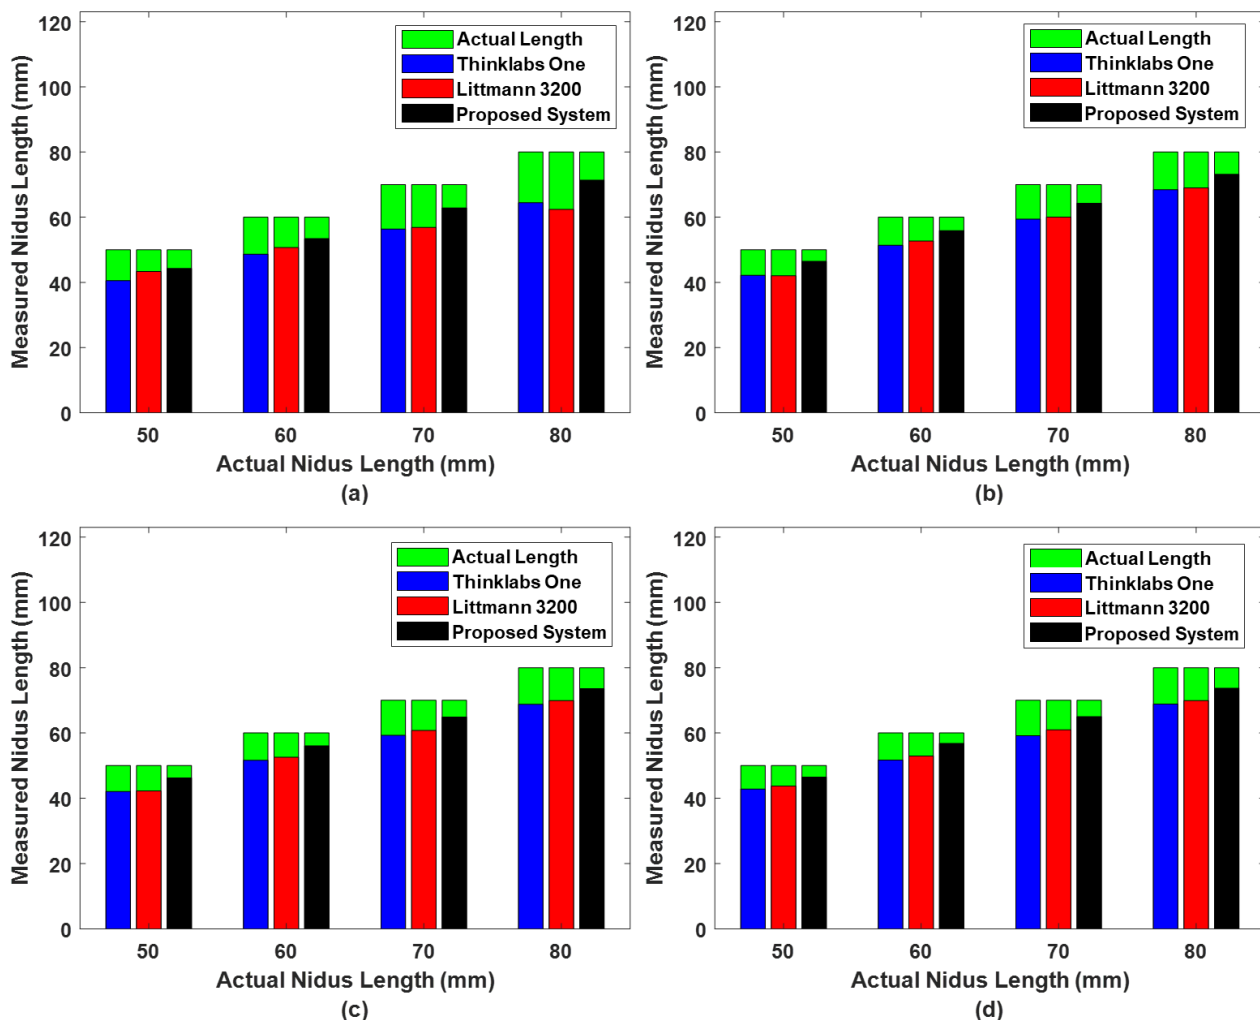 120
100
80
60
40
20
0
Measured Nidus Length (mm)
Actual Length
Thinklabs One
Littmann 3200
Proposed System
50 60 70 80
Actual Nidus Length (mm)
(a)
120
100
80
60
40
20
0
Measured Nidus Length (mm)
Actual Length
Thinklabs One
Littmann 3200
Proposed System
50 60 70 80
Actual Nidus Length (mm)
(b)
120
100
80
60
40
20
0
Measured Nidus Length (mm)
Actual Length
Thinklabs One
Littmann 3200
Proposed System
50 60 70 80
Actual Nidus Length (mm)
(c)
120
100
80
60
40
20
0
Measured Nidus Length (mm)
Actual Length
Thinklabs One
Littmann 3200
Proposed System
50 60 70 80
Actual Nidus Length (mm)
(d)